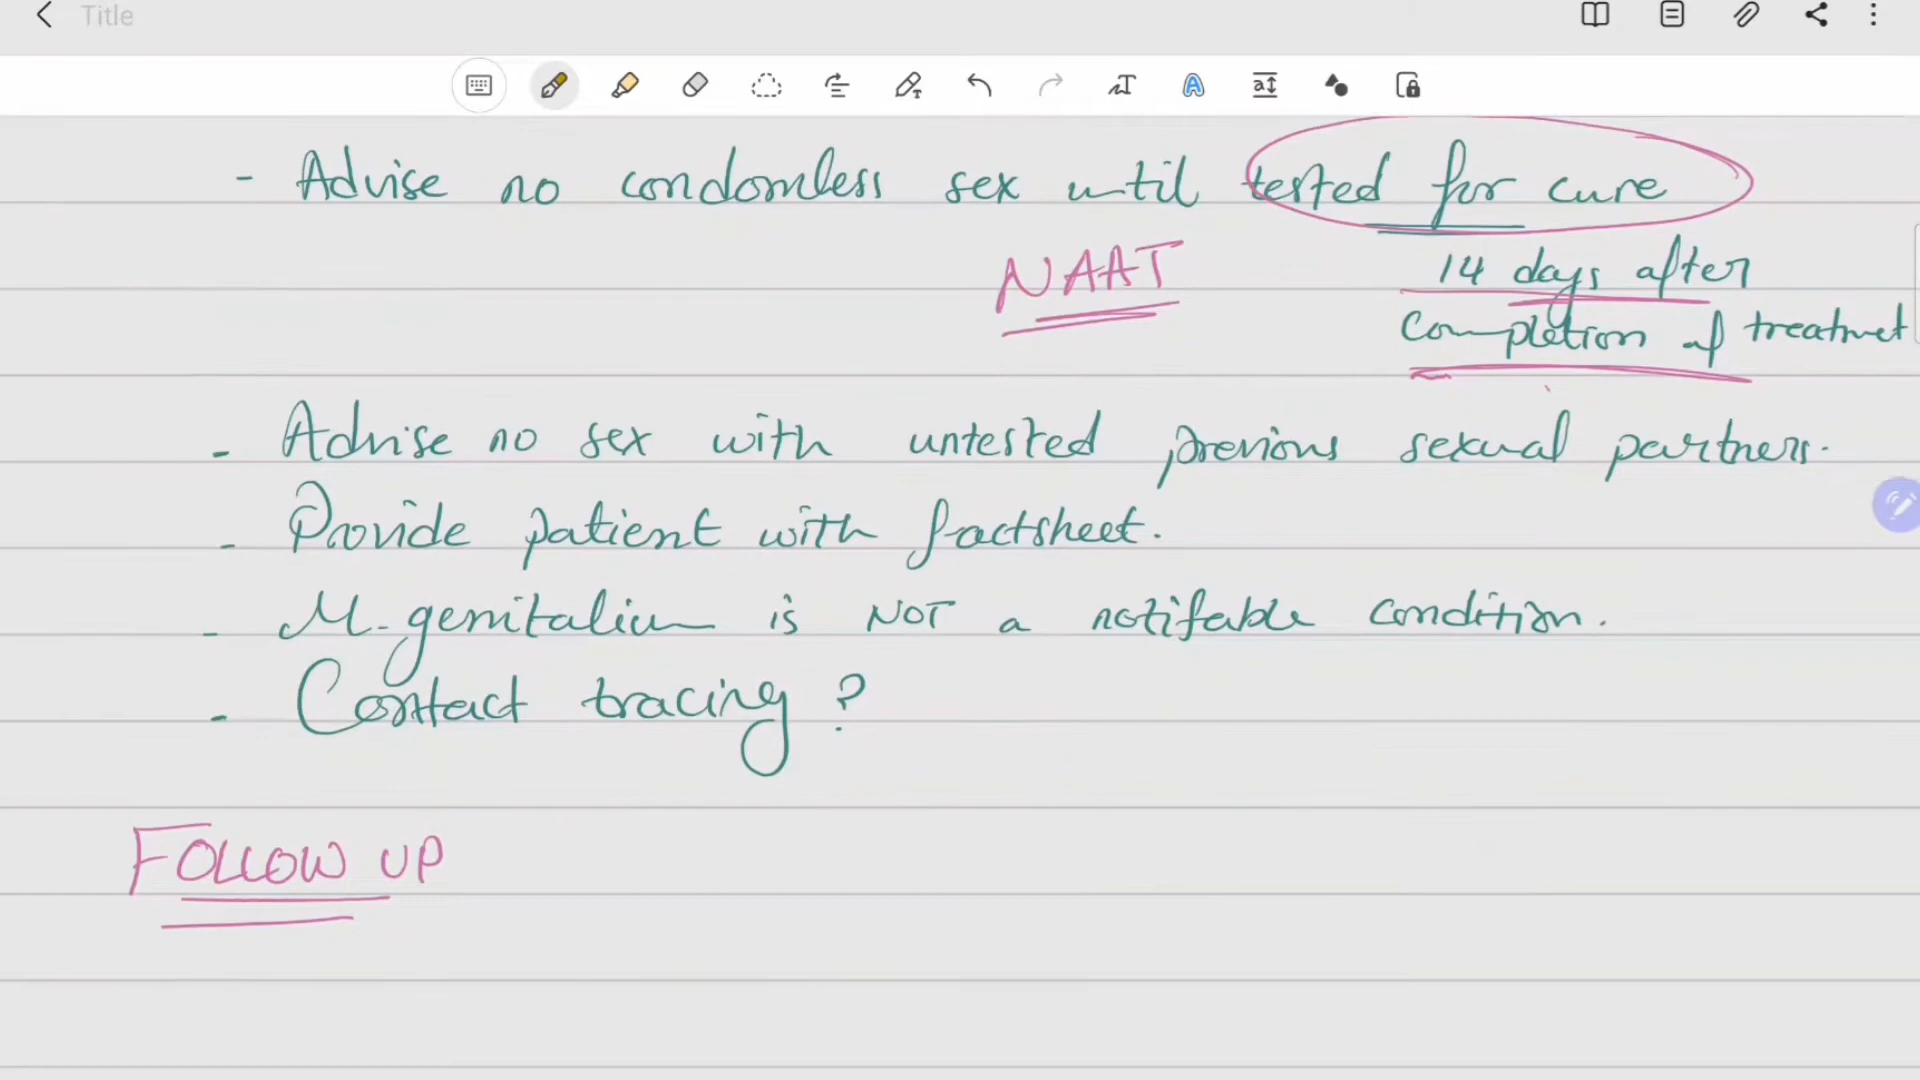 Title
- Advise no condomless sex until tested for cure
NAAT
14 days after
completion of treatment
- Advise no sex with untested previous sexual partners.
- Provide patient with factsheet.
- M. genitalium is NOT a notifable condition.
- Contact tracing ?
FOLLOW UP